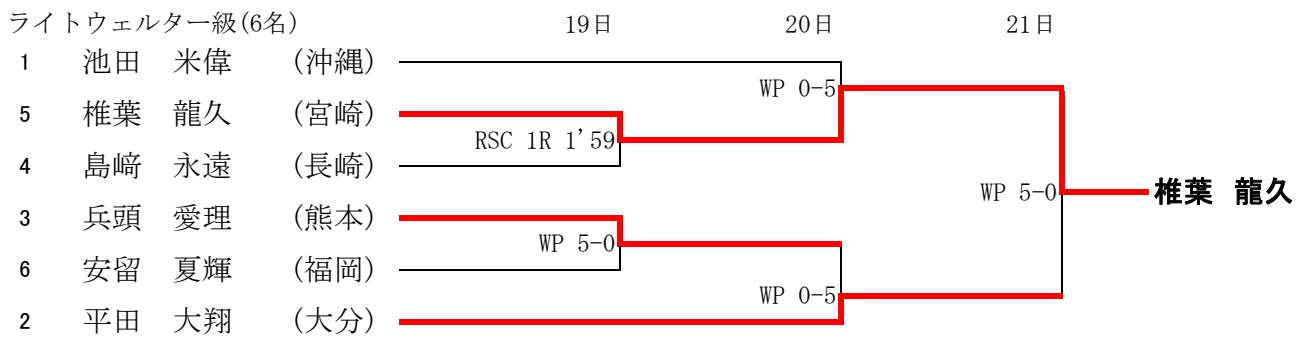 ライトウェルター級(6名) 19日 20日 21日
1 池田 米偉 (沖縄)
WP 0-5
5 椎葉 龍久 (宮崎)
RSC 1R 1'59
4 島﨑 永遠 (長崎)
WP 5-0 椎葉 龍久
3 兵頭 愛理 (熊本)
WP 5-0
6 安留 夏輝 (福岡)
WP 0-5
2 平田 大翔 (大分)